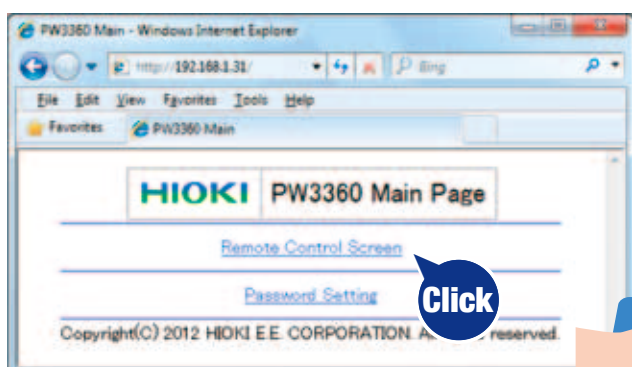 PW3360 Main - Windows Internet Explorer
http://192.168.1.31/
Bing
File Edit View Favorites Tools Help
Favorites
PW3360 Main
HIOKI PW3360 Main Page
Remote Control Screen
Password Setting
Click
Copyright(C) 2012 HIOKI E.E. CORPORATION. A reserved.